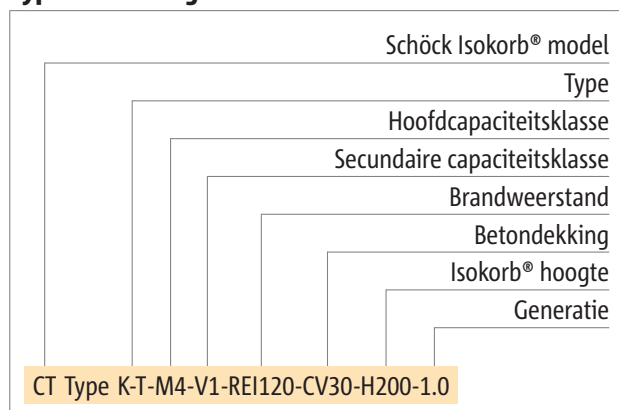 Schöck Isokorb® model
Type
Hoofdcapaciteitsklasse
Secundaire capaciteitsklasse
Brandweerstand
Betondekking
Isokorb® hoogte
Generatie
CT Type K-T-M4-V1-REI120-CV30-H200-1.0